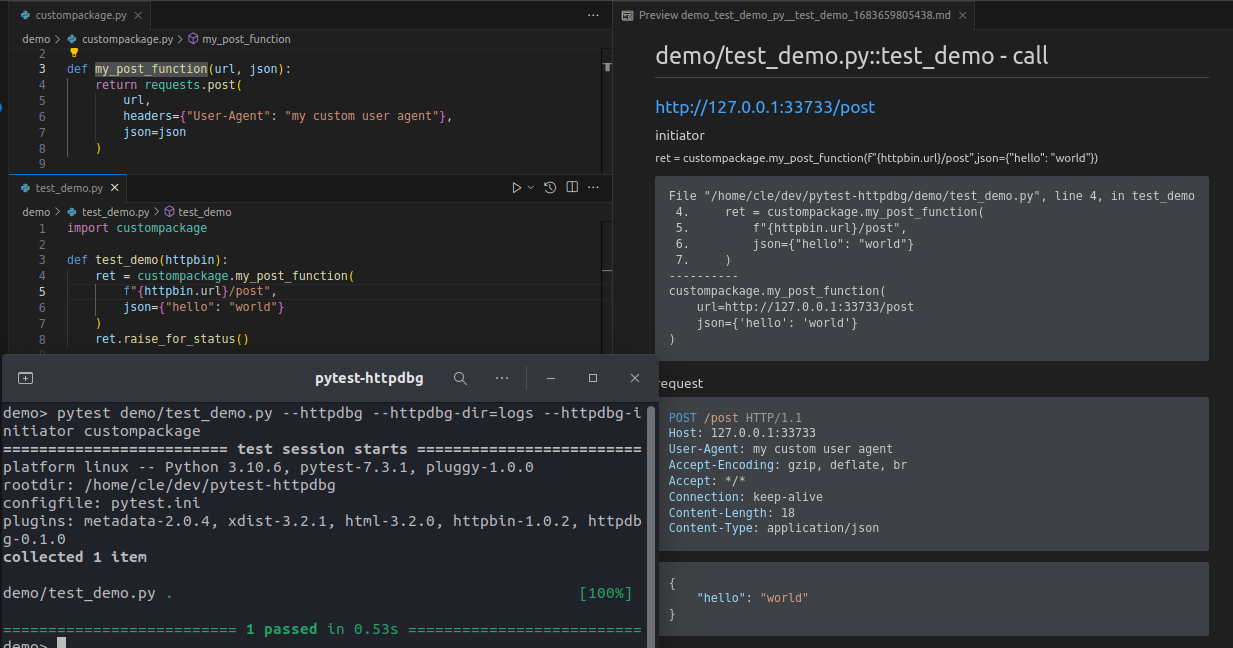 custompackage.py
demo > custompackage.py > my_post_function
2
3 def my_post_function(url, json):
4 return requests.post(
5 url,
6 headers={"User-Agent": "my custom user agent"},
7 json=json
8 )
9
test_demo.py
demo > test_demo.py > test_demo
1 import custompackage
2
3 def test_demo(httpbin):
4 ret = custompackage.my_post_function(
5 f"{httpbin.url}/post",
6 json={"hello": "world"}
7 )
8 ret.raise_for_status()
9
pytest-httpdbg
demo> pytest demo/test_demo.py --httpdbg --httpdbg-dir=logs --httpdbg-i
nitiator custompackage
========================= test session starts =========================
platform linux -- Python 3.10.6, pytest-7.3.1, pluggy-1.0.0
rootdir: /home/cle/dev/pytest-httpdbg
configfile: pytest.ini
plugins: metadata-2.0.4, xdist-3.2.1, html-3.2.0, httpbin-1.0.2, httpdb
g-0.1.0
collected 1 item
demo/test_demo.py . [100%]
========================== 1 passed in 0.53s ==========================
demo>
Preview demo_test_demo_py__test_demo_1683659805438.md
demo/test_demo.py::test_demo - call
http://127.0.0.1:33733/post
initiator
ret = custompackage.my_post_function(f"{httpbin.url}/post",json={"hello": "world"})
File "/home/cle/dev/pytest-httpdbg/demo/test_demo.py", line 4, in test_demo
4. ret = custompackage.my_post_function(
5. f"{httpbin.url}/post",
6. json={"hello": "world"}
7. )
----------
custompackage.my_post_function(
url=http://127.0.0.1:33733/post
json={'hello': 'world'}
)
equest
POST /post HTTP/1.1
Host: 127.0.0.1:33733
User-Agent: my custom user agent
Accept-Encoding: gzip, deflate, br
Accept: */*
Connection: keep-alive
Content-Length: 18
Content-Type: application/json
{
"hello": "world"
}